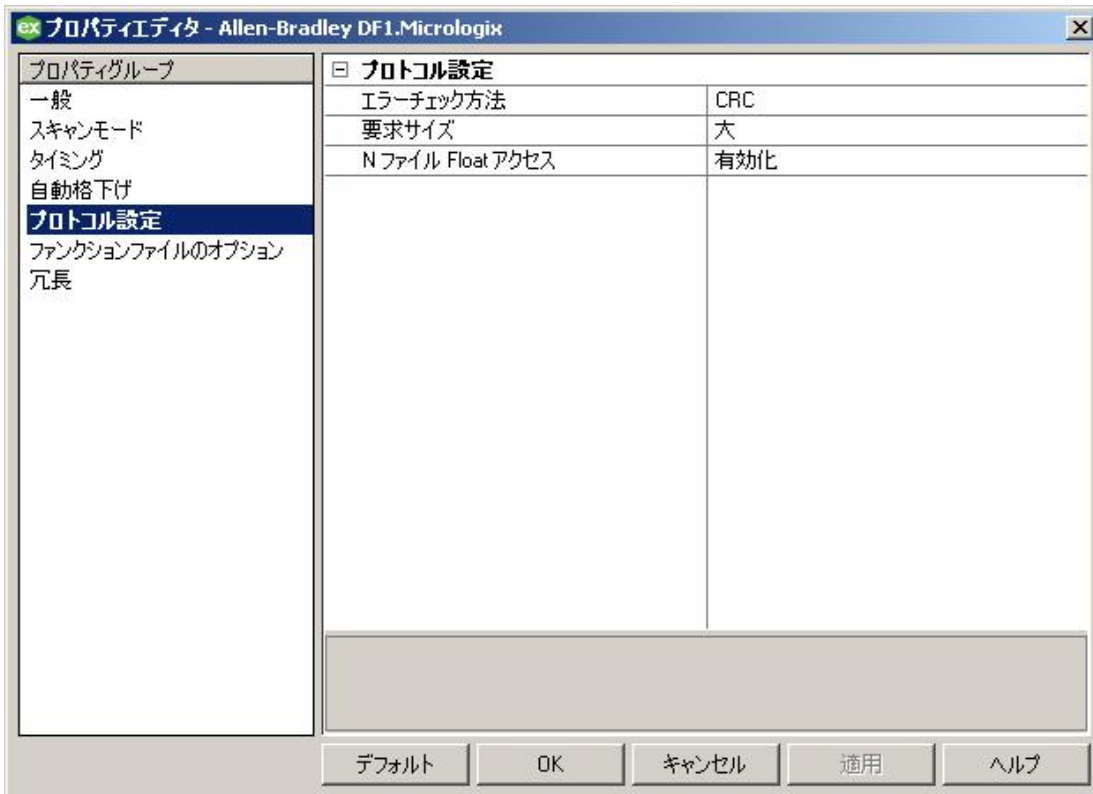 ex プロパティエディタ - Allen-Bradley DF1.Micrologix
プロパティグループ
一般
スキャンモード
タイミング
自動格下げ
プロトコル設定
ファンクションファイルのオプション
冗長
プロトコル設定
エラーチェック方法 CRC
要求サイズ 大
N ファイル Float アクセス 有効化
デフォルト OK キャンセル 適用 ヘルプ